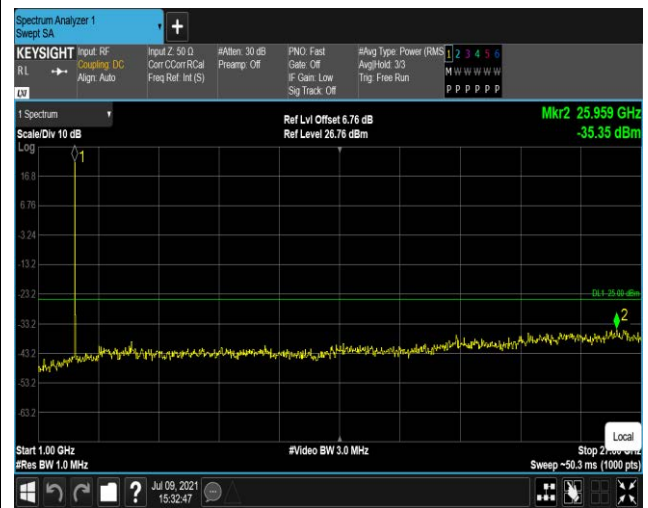 Spectrum Analyzer 1
Swept SA
+
KEYSIGHT
RL
LXI
Input: RF
Coupling: DC
Align: Auto
Input Z: 50 Ω
Corr CCorr RCal
Freq Ref: Int (S)
#Atten: 30 dB
Preamp: Off
PNO: Fast
Gate: Off
IF Gain: Low
Sig Track: Off
#Avg Type: Power (RMS
Avg|Hold: 3/3
Trig: Free Run
1 2 3 4 5 6
M W W W W W
P P P P P P
1 Spectrum
Scale/Div 10 dB
Log
Ref Lvl Offset 6.76 dB
Ref Level 26.76 dBm
Mkr2 25.959 GHz
-35.35 dBm
1
16.8
6.76
-3.24
-13.2
-23.2
DL1 -25.00 dBm
2
-33.2
-43.2
-53.2
-63.2
Local
Start 1.00 GHz
#Res BW 1.0 MHz
#Video BW 3.0 MHz
Stop 27.00 GHz
Sweep ~50.3 ms (1000 pts)
?
Jul 09, 2021
15:32:47